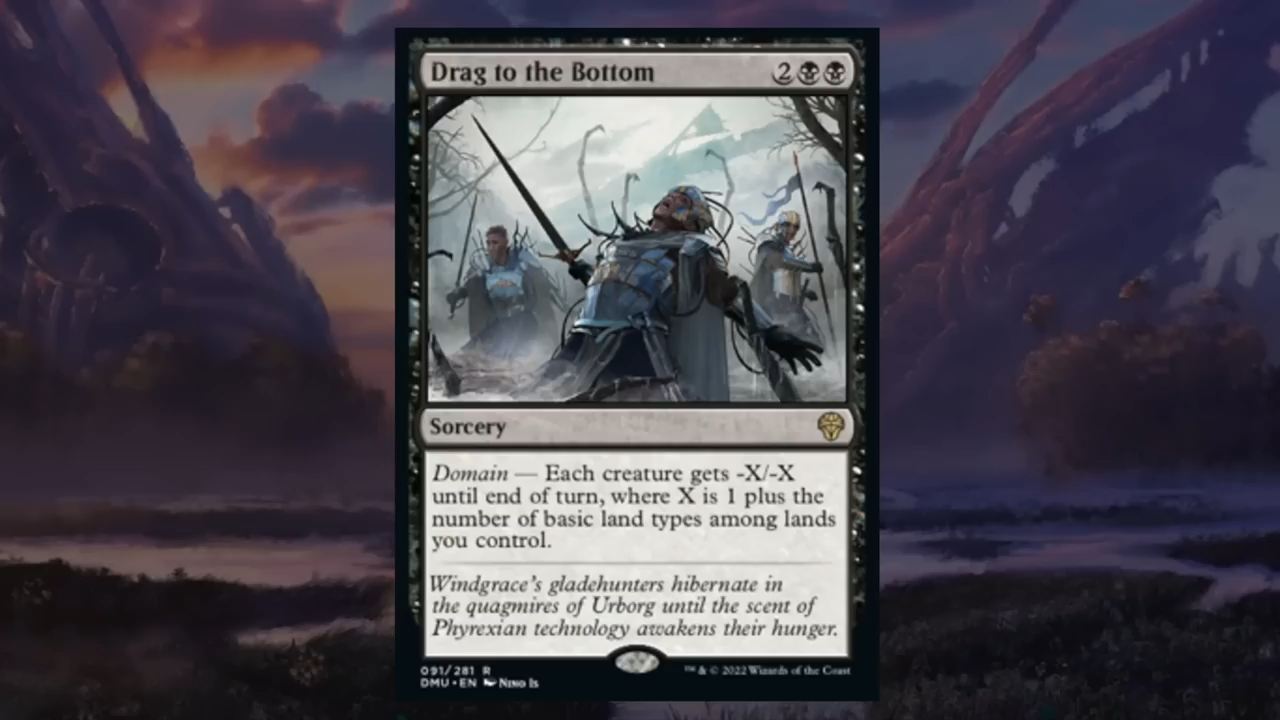 Drag to the Bottom 2
Sorcery
Domain — Each creature gets -X/-X
until end of turn, where X is 1 plus the
number of basic land types among lands
you control.
Windgrace's gladehunters hibernate in
the quagmires of Urborg until the scent of
Phyrexian technology awakens their hunger.
091/281 R
DMU • EN Nino Is
™ & © 2022 Wizards of the Coast